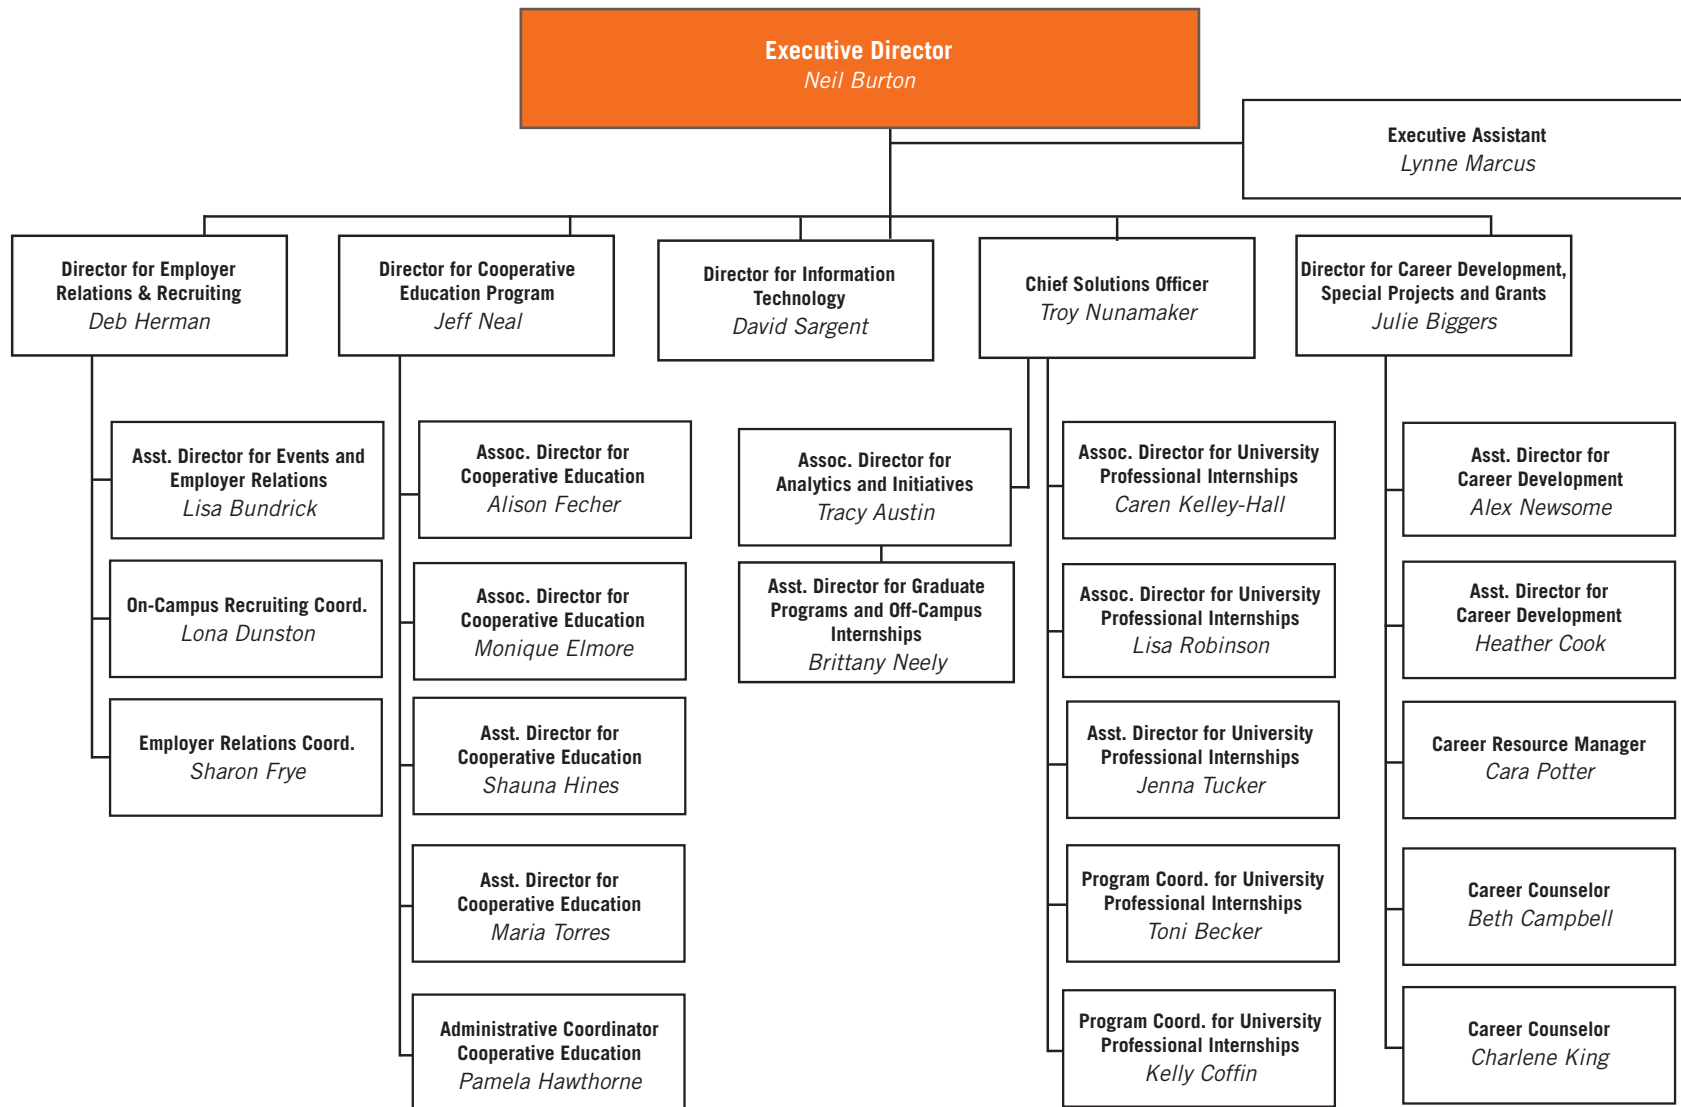 Executive Director
Neil Burton
Executive Assistant
Lynne Marcus
Director for Employer
Relations & Recruiting
Deb Herman
Director for Cooperative
Education Program
Jeff Neal
Director for Information
Technology
David Sargent
Chief Solutions Officer
Troy Nunamaker
Director for Career Development,
Special Projects and Grants
Julie Biggers
Asst. Director for Events and
Employer Relations
Lisa Bundrick
On-Campus Recruiting Coord.
Lona Dunston
Employer Relations Coord.
Sharon Frye
Assoc. Director for
Cooperative Education
Alison Fecher
Assoc. Director for
Cooperative Education
Monique Elmore
Asst. Director for
Cooperative Education
Shauna Hines
Asst. Director for
Cooperative Education
Maria Torres
Administrative Coordinator
Cooperative Education
Pamela Hawthorne
Assoc. Director for
Analytics and Initiatives
Tracy Austin
Asst. Director for Graduate
Programs and Off-Campus
Internships
Brittany Neely
Assoc. Director for University
Professional Internships
Caren Kelley-Hall
Assoc. Director for University
Professional Internships
Lisa Robinson
Asst. Director for University
Professional Internships
Jenna Tucker
Program Coord. for University
Professional Internships
Toni Becker
Program Coord. for University
Professional Internships
Kelly Coffin
Asst. Director for
Career Development
Alex Newsome
Asst. Director for
Career Development
Heather Cook
Career Resource Manager
Cara Potter
Career Counselor
Beth Campbell
Career Counselor
Charlene King